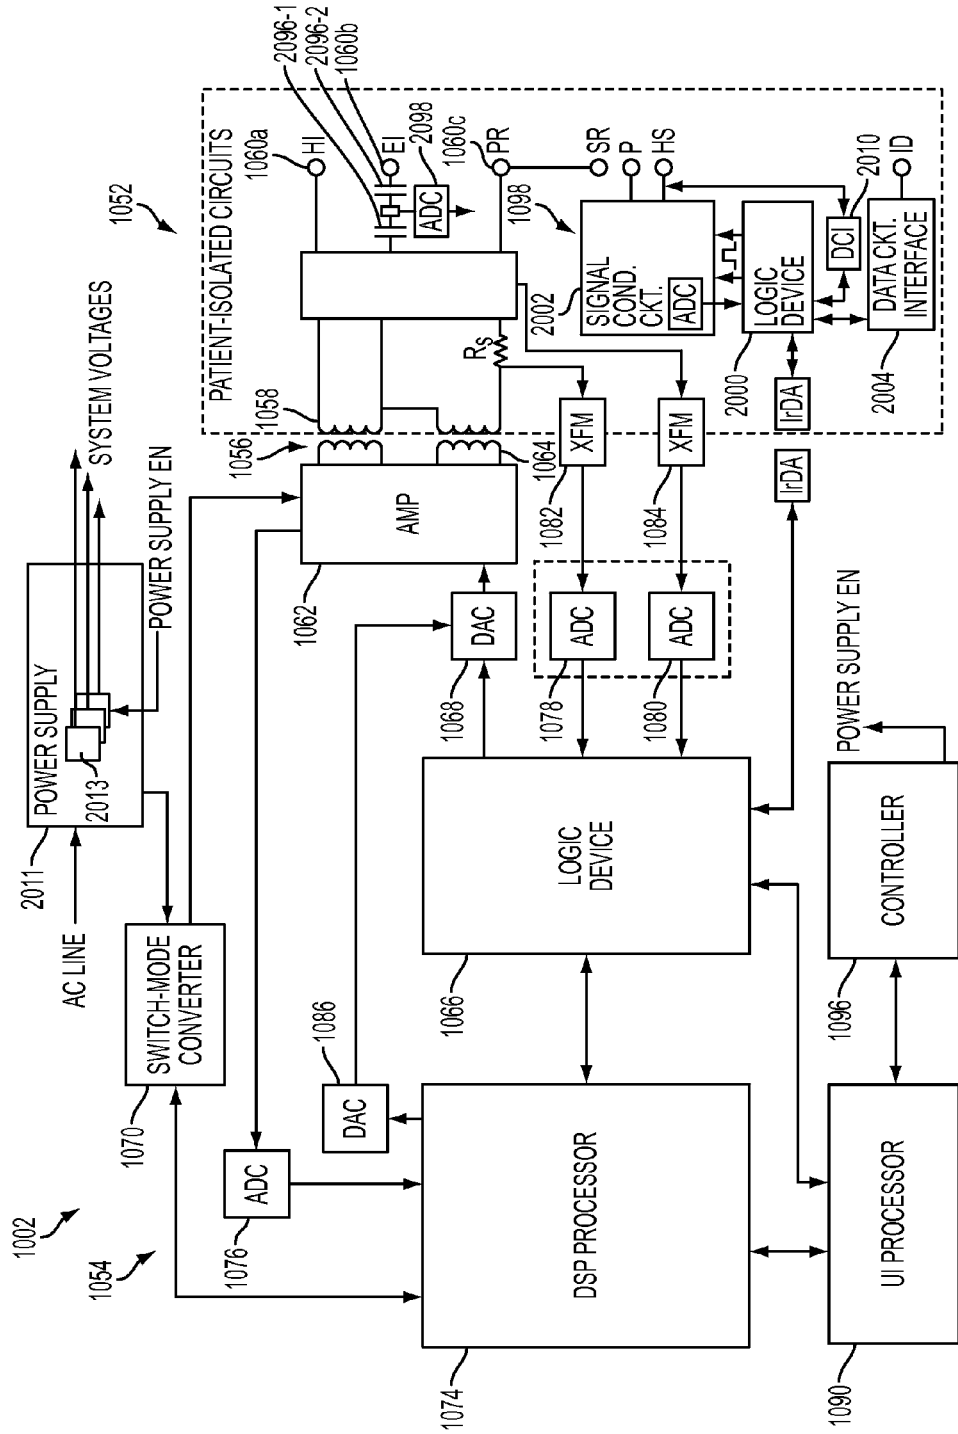 1002
1054
1052
AC LINE
2011
POWER SUPPLY
2013
SYSTEM VOLTAGES
POWER SUPPLY EN
1070
SWITCH-MODE
CONVERTER
1076
ADC
1086
DAC
1074
DSP PROCESSOR
1066
LOGIC
DEVICE
1068
DAC
1078
ADC
1080
ADC
1062
AMP
1056
1058
1064
1082
XFM
1084
XFM
PATIENT-ISOLATED CIRCUITS
RS
2096-1
2096-2
1060b
1060a
HI
EI
ADC
2098
1060c
PR
SR
P
HS
1098
2002
SIGNAL
COND.
CKT.
ADC
2000
LOGIC
DEVICE
DCI
2010
2004
DATA CKT.
INTERFACE
ID
IrDA
IrDA
1090
UI PROCESSOR
1096
CONTROLLER
POWER SUPPLY EN